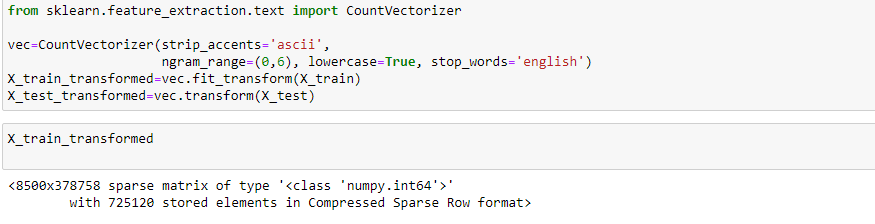 from sklearn.feature_extraction.text import CountVectorizer
vec=CountVectorizer(strip_accents='ascii',
ngram_range=(0,6), lowercase=True, stop_words='english')
X_train_transformed=vec.fit_transform(X_train)
X_test_transformed=vec.transform(X_test)
X_train_transformed
<8500x378758 sparse matrix of type '<class 'numpy.int64'>'
with 725120 stored elements in Compressed Sparse Row format>